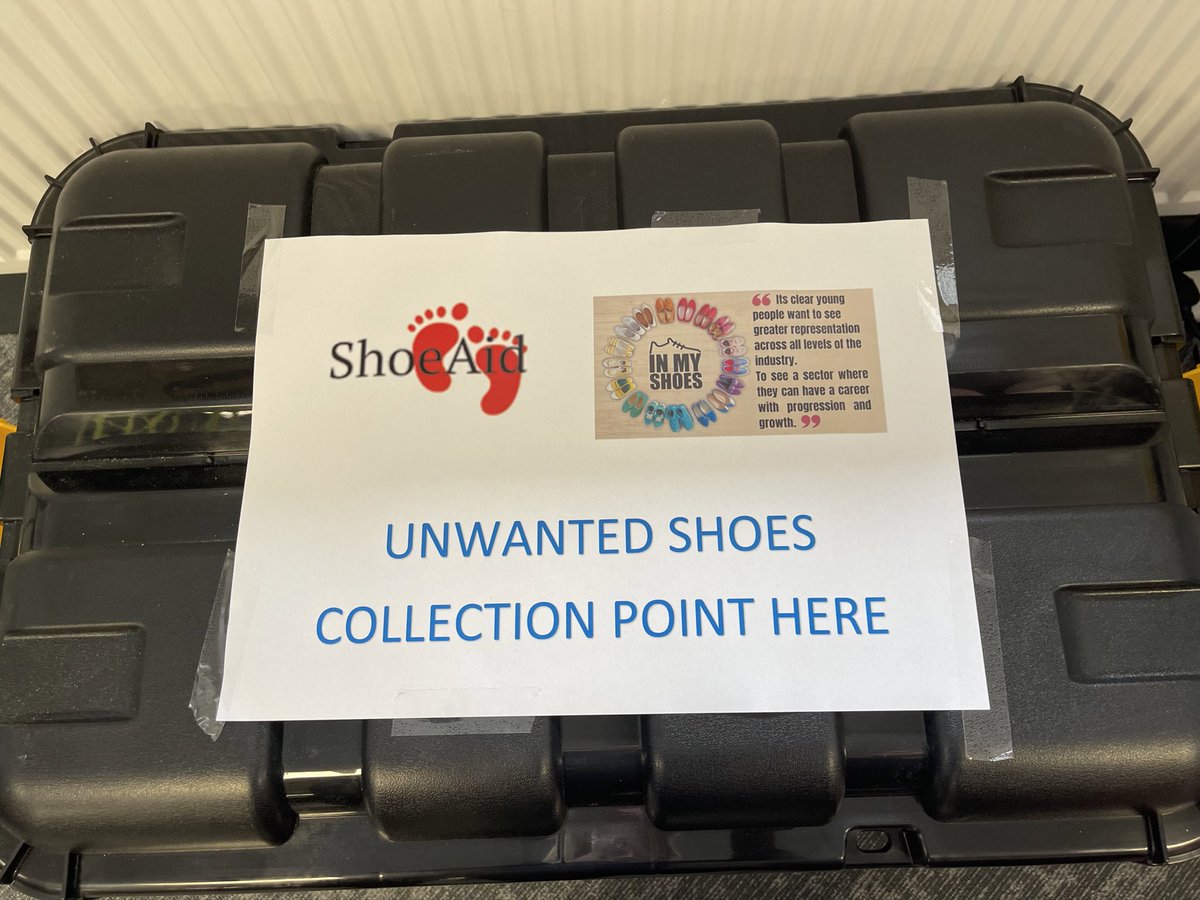 ShoeAid
IN MY
SHOES
❝ Its clear young
people want to see
greater representation
across all levels of the
industry.
To see a sector where
they can have a career
with progression and
growth. ❞
UNWANTED SHOES
COLLECTION POINT HERE